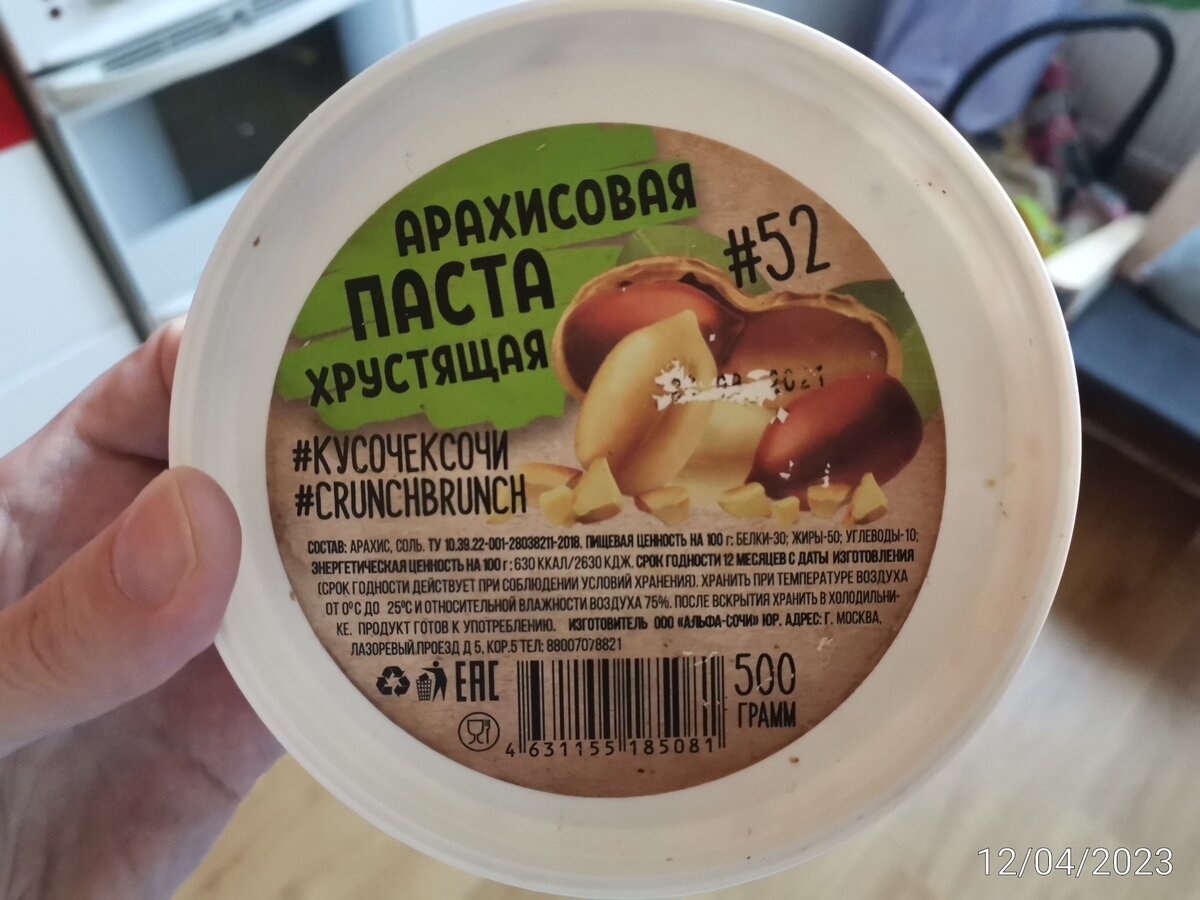 АРАХИСОВАЯ
ПАСТА
ХРУСТЯЩАЯ
#52
2021
#КУСОЧЕКСОЧИ
#CRUNCHBRUNCH
СОСТАВ: АРАХИС, СОЛЬ. ТУ 10.39.22-001-28038211-2018. ПИЩЕВАЯ ЦЕННОСТЬ НА 100 г: БЕЛКИ-30; ЖИРЫ-50; УГЛЕВОДЫ-10;
ЭНЕРГЕТИЧЕСКАЯ ЦЕННОСТЬ НА 100 г: 630 ККАЛ/2630 КДЖ. СРОК ГОДНОСТИ 12 МЕСЯЦЕВ С ДАТЫ ИЗГОТОВЛЕНИЯ
(СРОК ГОДНОСТИ ДЕЙСТВУЕТ ПРИ СОБЛЮДЕНИИ УСЛОВИЙ ХРАНЕНИЯ). ХРАНИТЬ ПРИ ТЕМПЕРАТУРЕ ВОЗДУХА
ОТ 0°С ДО 25°С И ОТНОСИТЕЛЬНОЙ ВЛАЖНОСТИ ВОЗДУХА 75%. ПОСЛЕ ВСКРЫТИЯ ХРАНИТЬ В ХОЛОДИЛЬНИ-
КЕ. ПРОДУКТ ГОТОВ К УПОТРЕБЛЕНИЮ. ИЗГОТОВИТЕЛЬ ООО «АЛЬФА-СОЧИ» ЮР. АДРЕС: Г. МОСКВА,
ЛАЗОРЕВЫЙ ПРОЕЗД Д 5, КОР.5 ТЕЛ: 88007078821
EAC
500
ГРАММ
4 631155 185081
12/04/2023